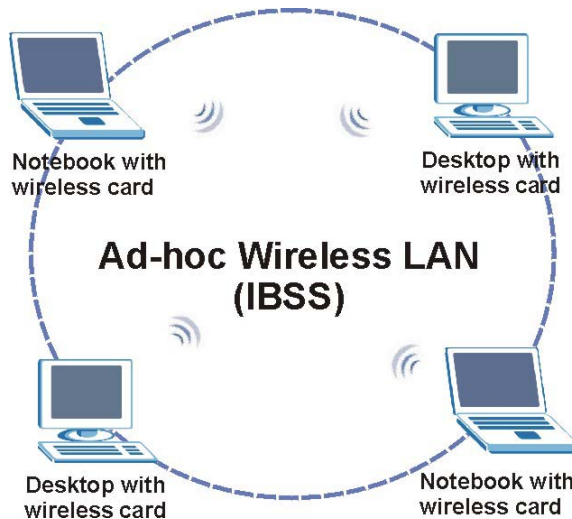 Notebook with
wireless card
Desktop with
wireless card
Ad-hoc Wireless LAN
(IBSS)
Desktop with
wireless card
Notebook with
wireless card